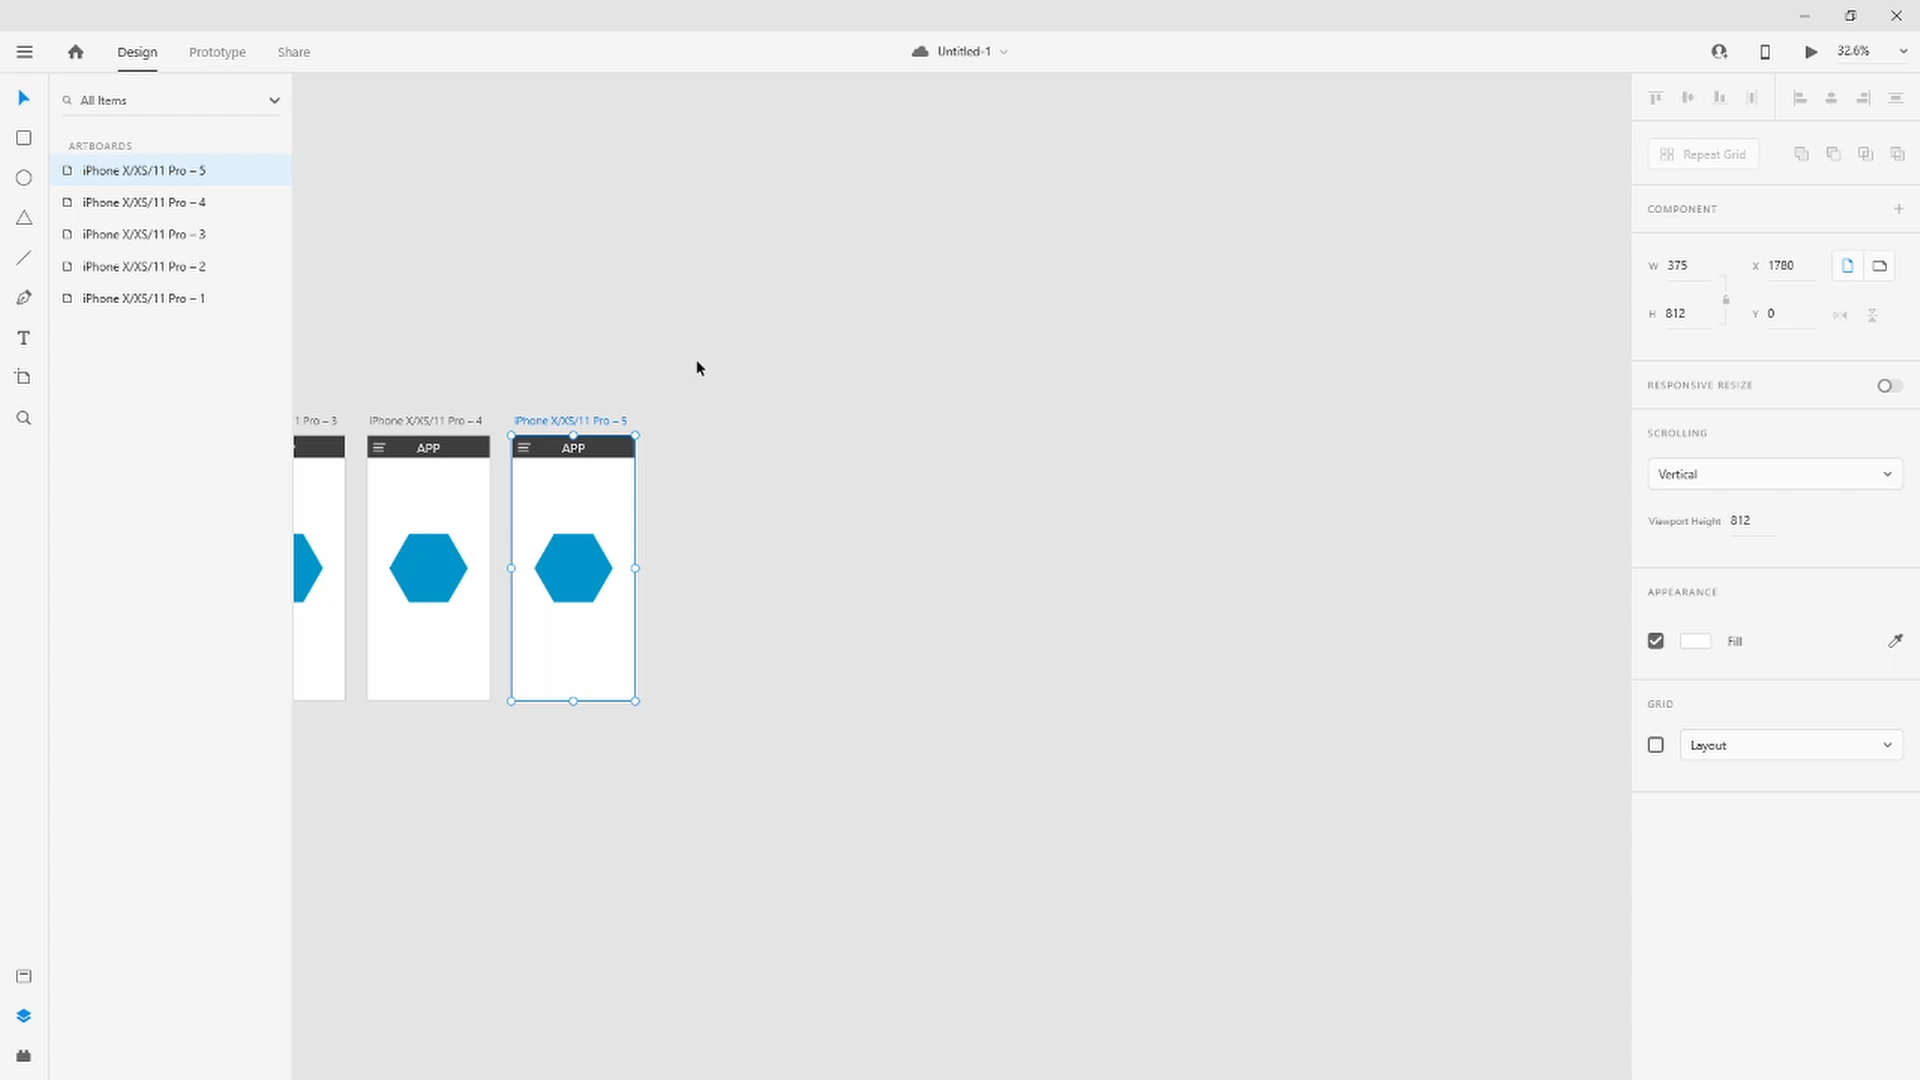 Design
Prototype
Share
Untitled-1
32.6%
All Items
ARTBOARDS
iPhone X/XS/11 Pro – 5
iPhone X/XS/11 Pro – 4
iPhone X/XS/11 Pro – 3
iPhone X/XS/11 Pro – 2
iPhone X/XS/11 Pro – 1
1 Pro – 3
iPhone X/XS/11 Pro – 4
iPhone X/XS/11 Pro – 5
APP
APP
Repeat Grid
COMPONENT
W 375
X 1780
H 812
Y 0
RESPONSIVE RESIZE
SCROLLING
Vertical
Viewport Height 812
APPEARANCE
Fill
GRID
Layout